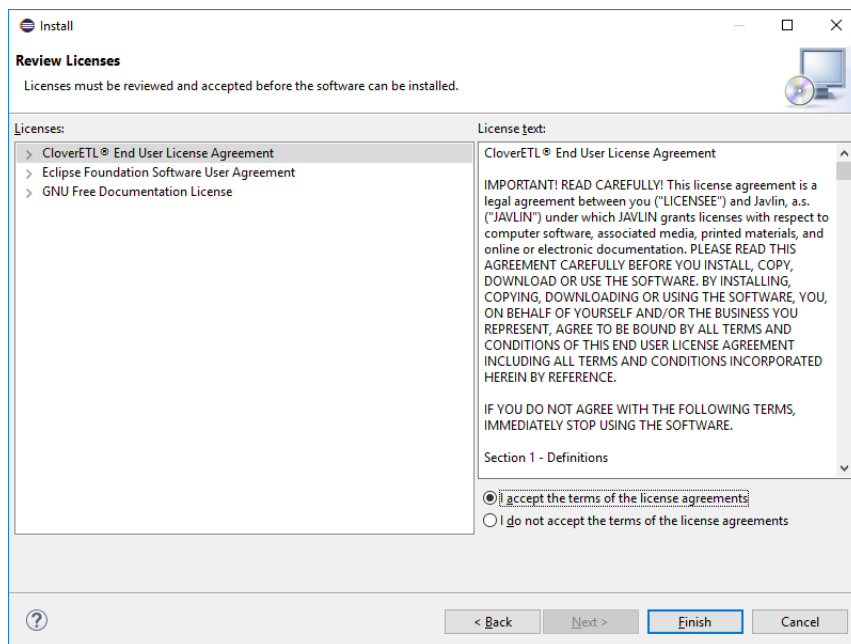 Install
Review Licenses
Licenses must be reviewed and accepted before the software can be installed.
Licenses:
CloverETL® End User License Agreement
Eclipse Foundation Software User Agreement
GNU Free Documentation License
License text:
CloverETL® End User License Agreement
IMPORTANT! READ CAREFULLY! This license agreement is a
legal agreement between you ("LICENSEE") and Javlin, a.s.
("JAVLIN") under which JAVLIN grants licenses with respect to
computer software, associated media, printed materials, and
online or electronic documentation. PLEASE READ THIS
AGREEMENT CAREFULLY BEFORE YOU INSTALL, COPY,
DOWNLOAD OR USE THE SOFTWARE. BY INSTALLING,
COPYING, DOWNLOADING OR USING THE SOFTWARE, YOU,
ON BEHALF OF YOURSELF AND/OR THE BUSINESS YOU
REPRESENT, AGREE TO BE BOUND BY ALL TERMS AND
CONDITIONS OF THIS END USER LICENSE AGREEMENT
INCLUDING ALL TERMS AND CONDITIONS INCORPORATED
HEREIN BY REFERENCE.
IF YOU DO NOT AGREE WITH THE FOLLOWING TERMS,
IMMEDIATELY STOP USING THE SOFTWARE.
Section 1 - Definitions
I accept the terms of the license agreements
I do not accept the terms of the license agreements
? < Back Next > Finish Cancel